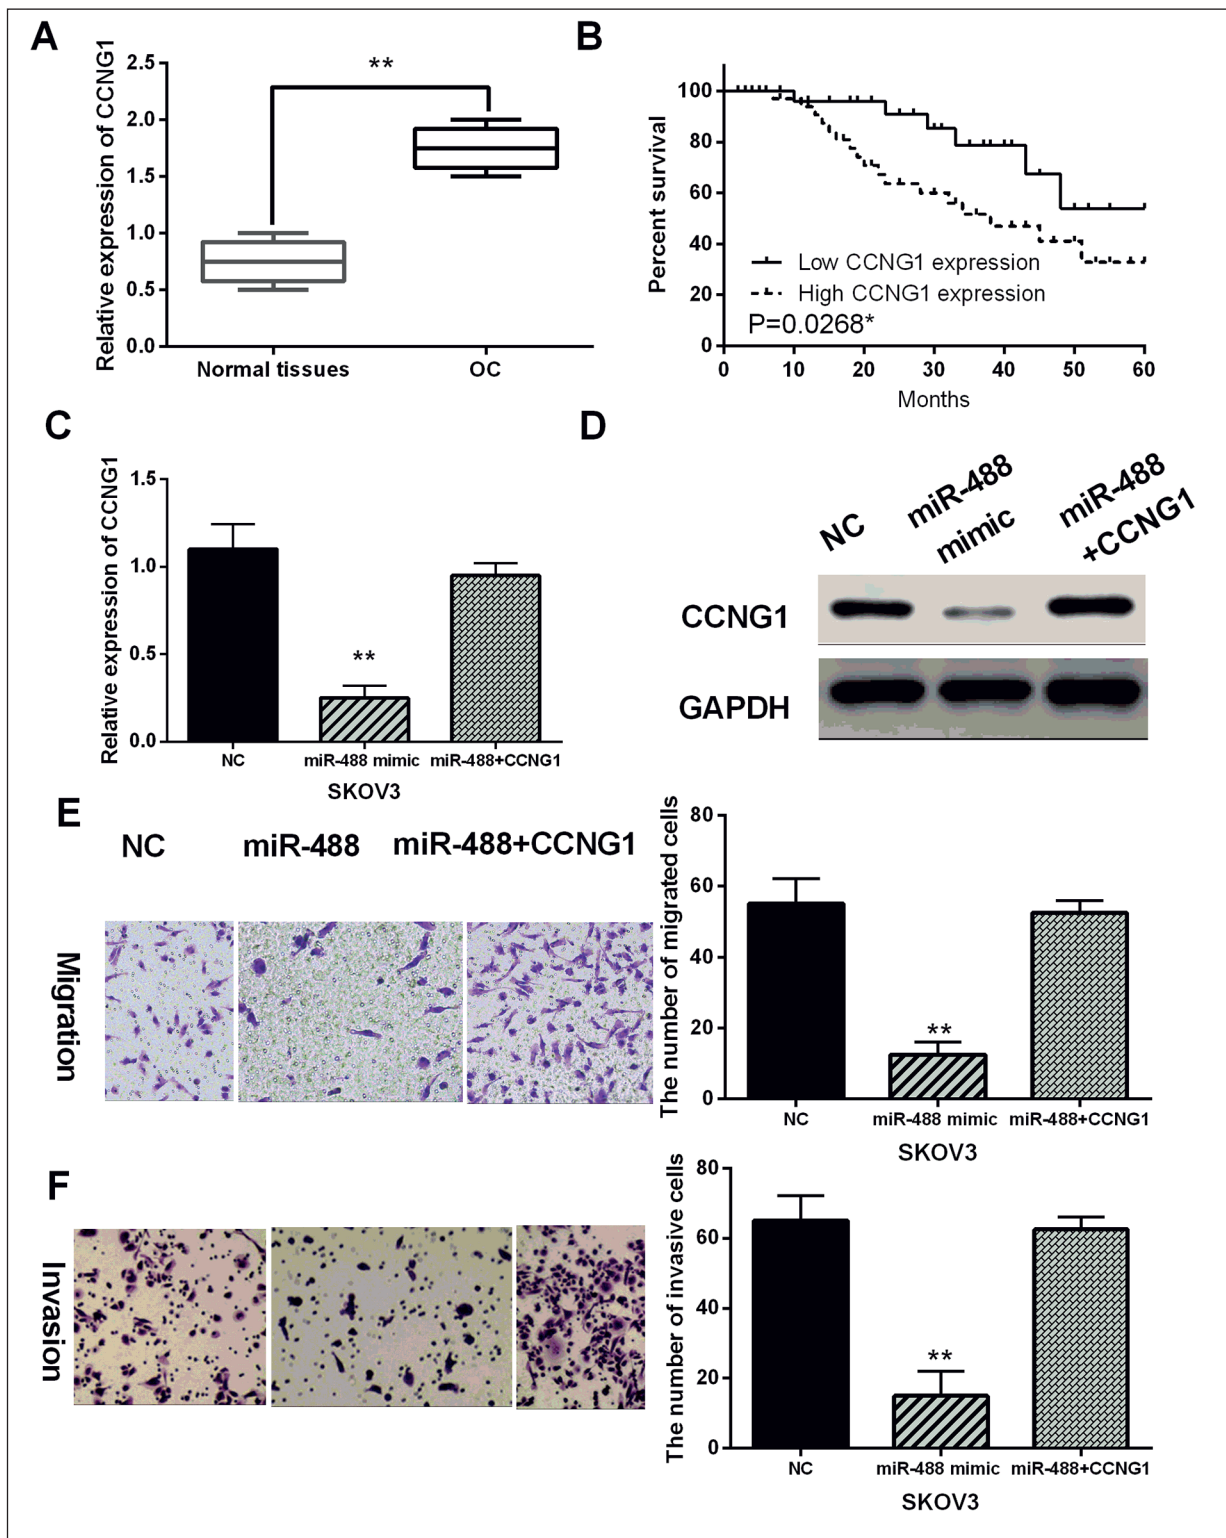 A
Relative expression of CCNG1
2.5
2.0
1.5
1.0
0.5
0.0
**
Normal tissues
OC
B
Percent survival
100
80
60
40
20
0
Low CCNG1 expression
High CCNG1 expression
P=0.0268*
0
10
20
30
40
50
60
Months
C
Relative expression of CCNG1
1.5
1.0
0.5
0.0
**
NC
miR-488 mimic
miR-488+CCNG1
SKOV3
D
NC
miR-488
mimic
miR-488
+CCNG1
CCNG1
GAPDH
E
NC
miR-488
miR-488+CCNG1
Migration
The number of migrated cells
80
60
40
20
0
**
NC
miR-488 mimic
miR-488+CCNG1
SKOV3
F
Invasion
The number of invasive cells
80
60
40
20
0
**
NC
miR-488 mimic
miR-488+CCNG1
SKOV3